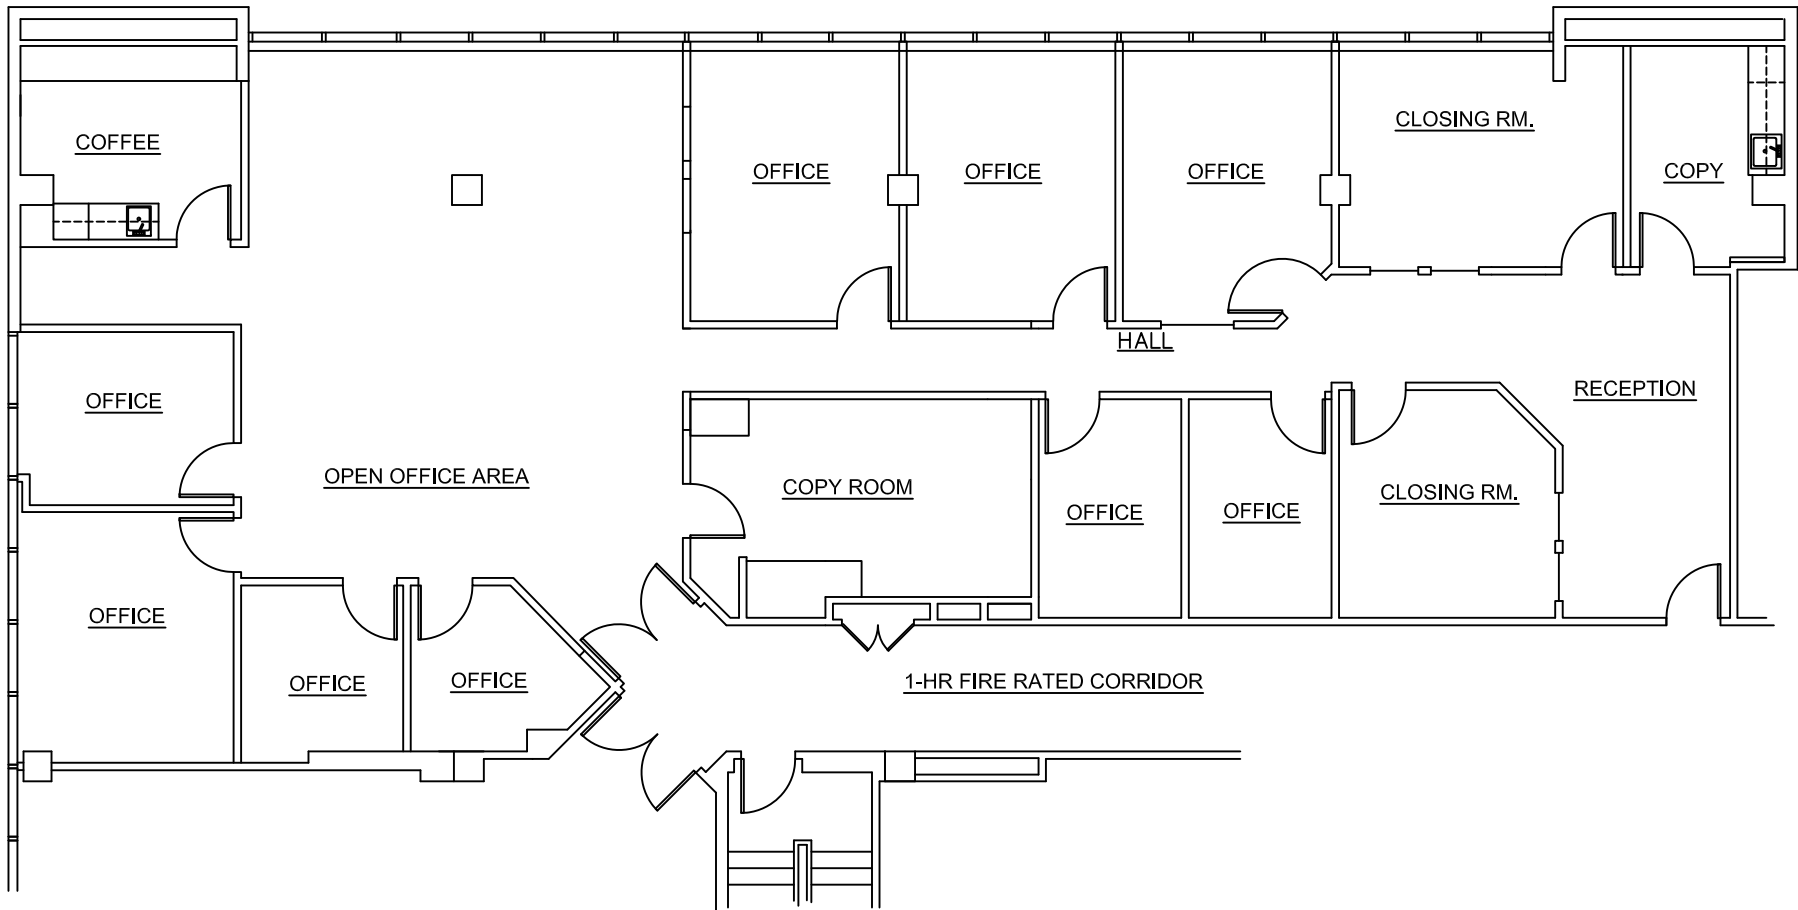 CLOSING RM.
COFFEE
OFFICE
OFFICE
OFFICE
COPY
HALL
RECEPTION
OFFICE
OPEN OFFICE AREA
COPY ROOM
CLOSING RM.
OFFICE
OFFICE
OFFICE
OFFICE
OFFICE
1-HR FIRE RATED CORRIDOR